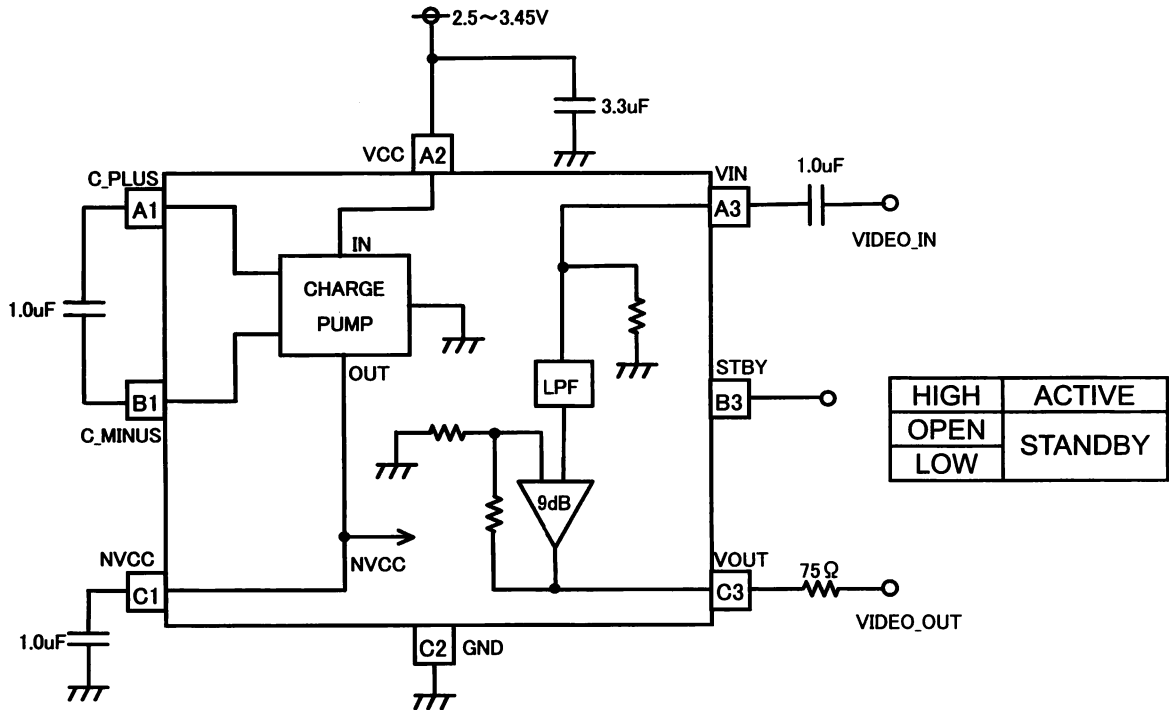 2.5～3.45V
3.3uF
VCC
A2
C_PLUS
A1
VIN
A3
1.0uF
VIDEO_IN
IN
CHARGE
PUMP
1.0uF
OUT
LPF
STBY
B3
B1
C_MINUS
HIGH ACTIVE
OPEN STANDBY
LOW
9dB
NVCC
NVCC
C1
VOUT
C3
75Ω
VIDEO_OUT
1.0uF
C2
GND